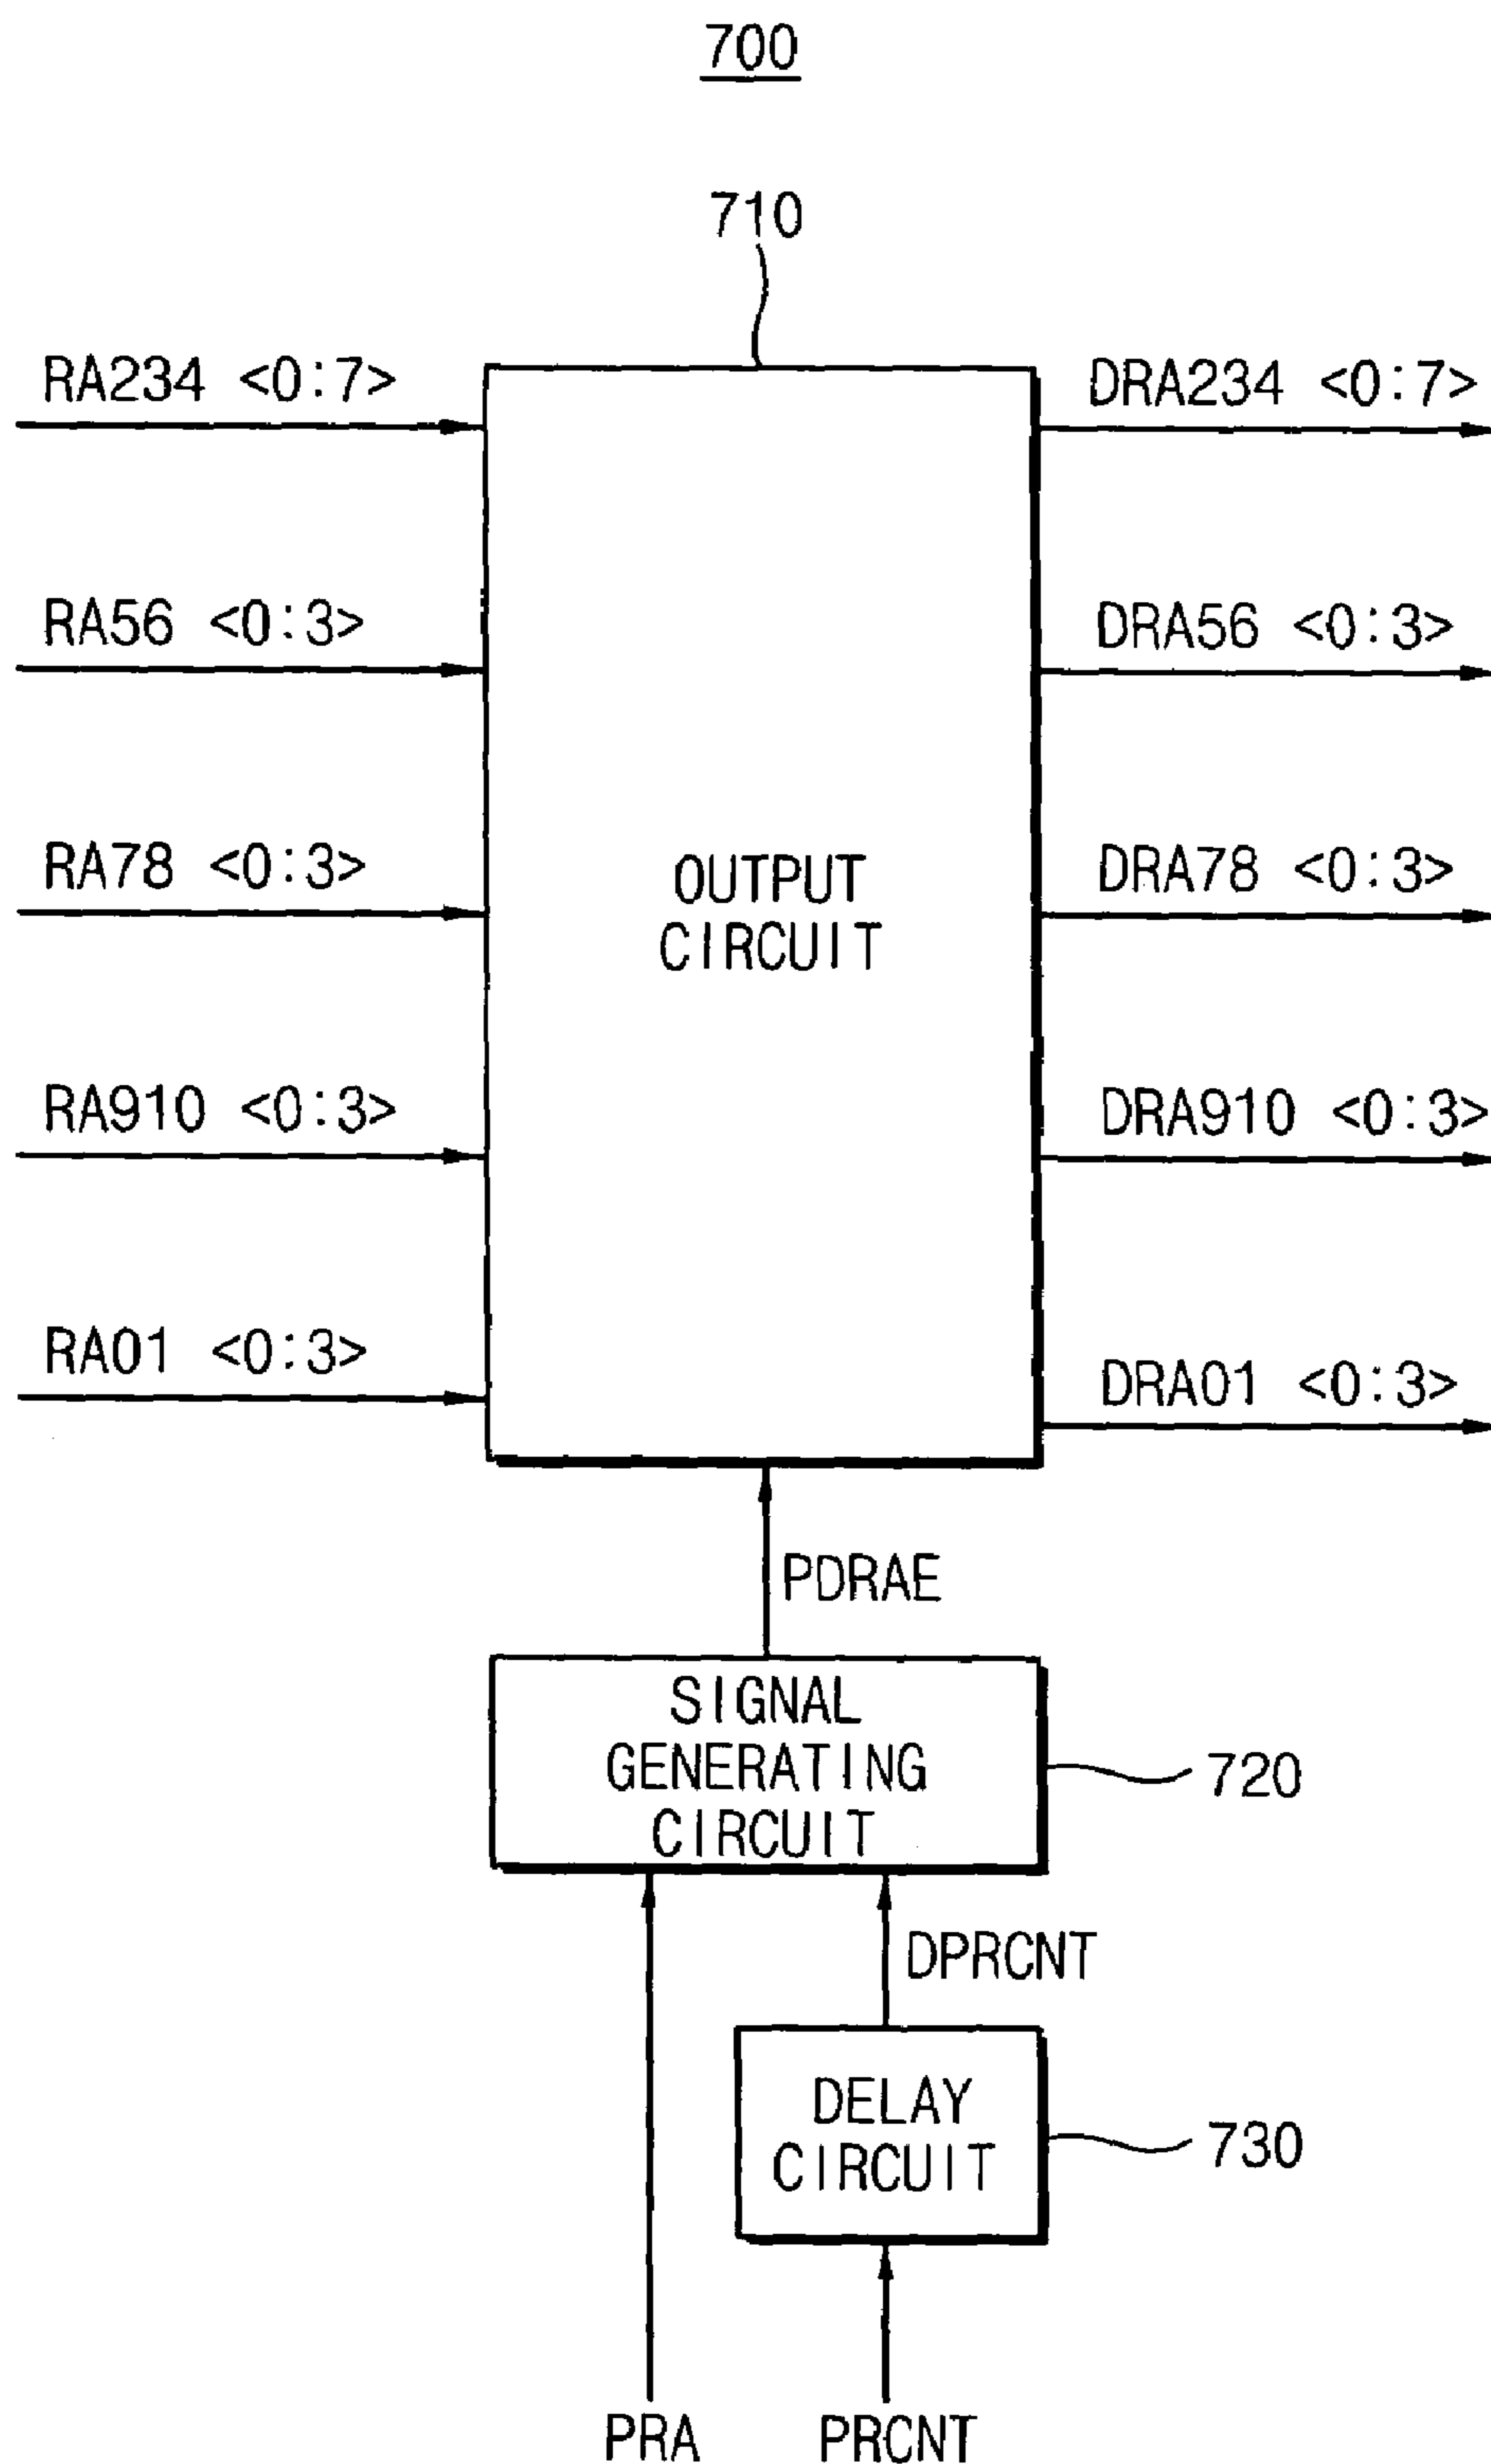 700
710
RA234 <0:7>
DRA234 <0:7>
RA56 <0:3>
DRA56 <0:3>
RA78 <0:3>
DRA78 <0:3>
OUTPUT
CIRCUIT
RA910 <0:3>
DRA910 <0:3>
RA01 <0:3>
DRA01 <0:3>
PDRAE
SIGNAL
GENERATING
CIRCUIT
720
DPRCNT
DELAY
CIRCUIT
730
PRA
PRCNT